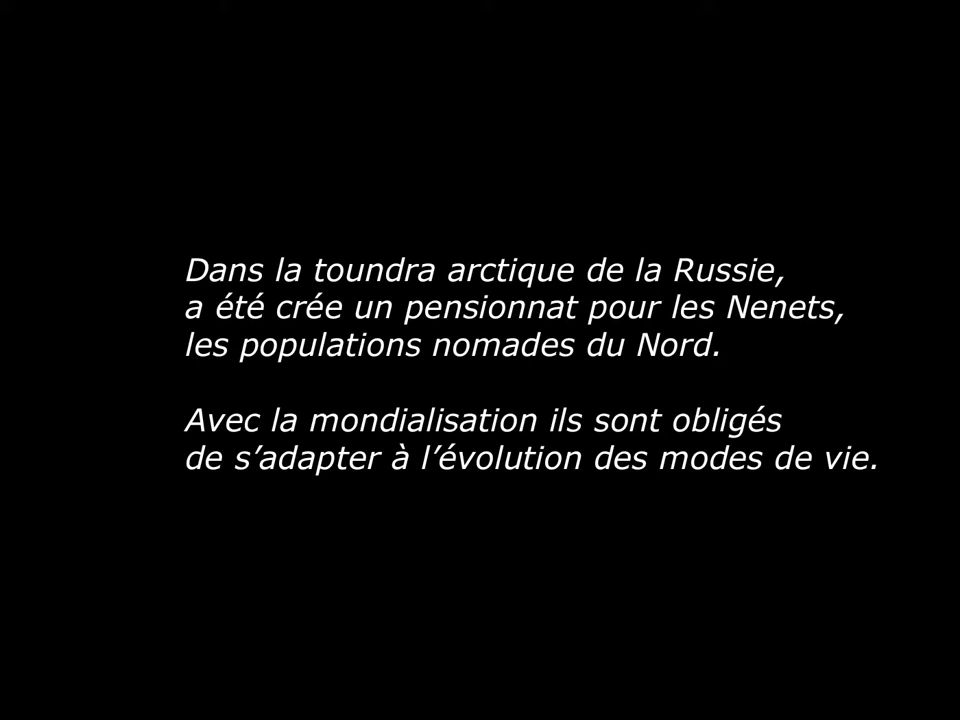 Dans la toundra arctique de la Russie,
a été crée un pensionnat pour les Nenets,
les populations nomades du Nord.
Avec la mondialisation ils sont obligés
de s’adapter à l’évolution des modes de vie.